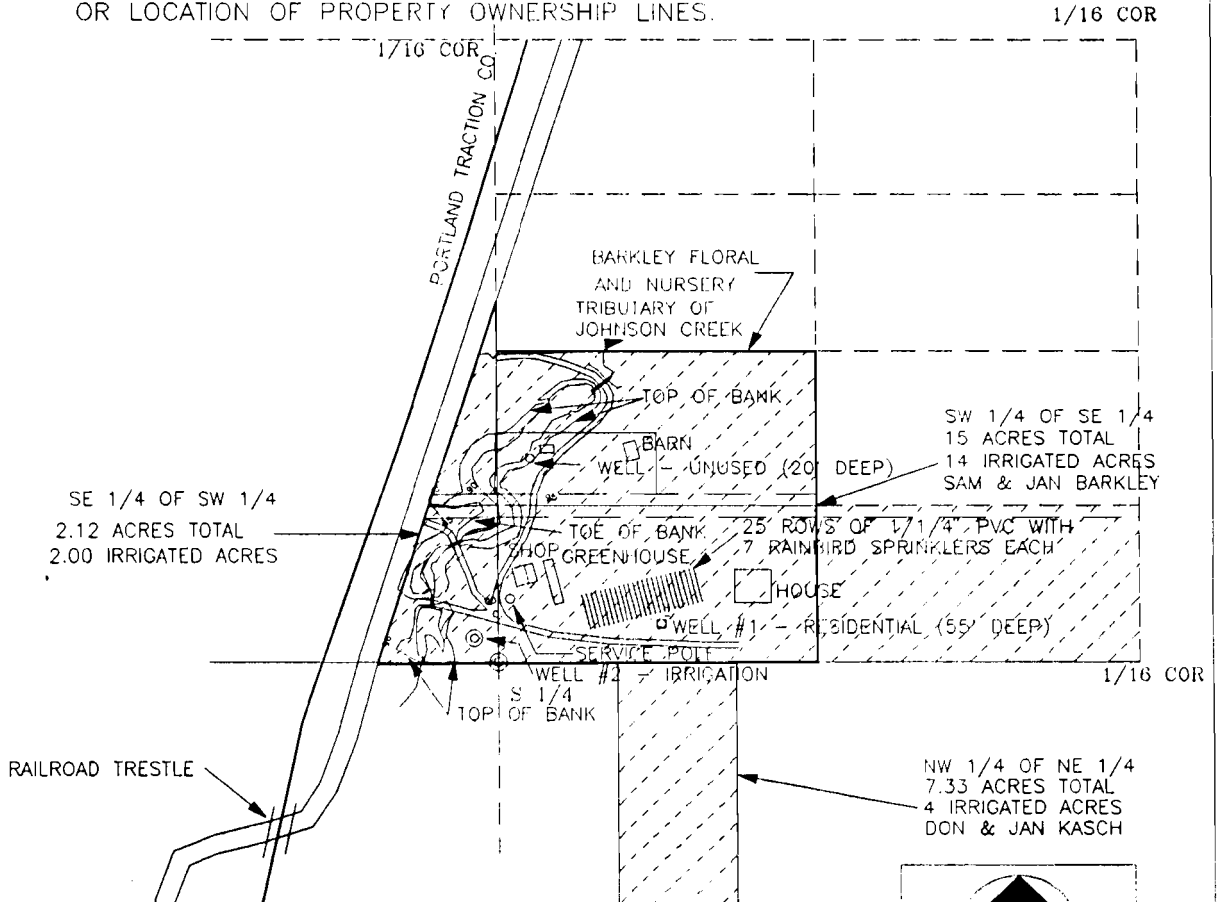 OR LOCATION OF PROPERTY OWNERSHIP LINES.
1/16 COR
1/16 COR
PORTLAND TRACTION CO
BARKLEY FLORAL
AND NURSERY
TRIBUTARY OF
JOHNSON CREEK
TOP OF BANK
BARN
WELL - UNUSED (20' DEEP)
SW 1/4 OF SE 1/4
15 ACRES TOTAL
14 IRRIGATED ACRES
SAM & JAN BARKLEY
SE 1/4 OF SW 1/4
2.12 ACRES TOTAL
2.00 IRRIGATED ACRES
TOE OF BANK
25 ROWS OF 1 1/4" PVC WITH
7 RAINBIRD SPRINKLERS EACH
SHOP
GREENHOUSE
HOUSE
WELL #1 - RESIDENTIAL (55' DEEP)
SERVICE POLE
WELL #2 - IRRIGATION
S 1/4
TOP OF BANK
1/16 COR
RAILROAD TRESTLE
NW 1/4 OF NE 1/4
7.33 ACRES TOTAL
4 IRRIGATED ACRES
DON & JAN KASCH